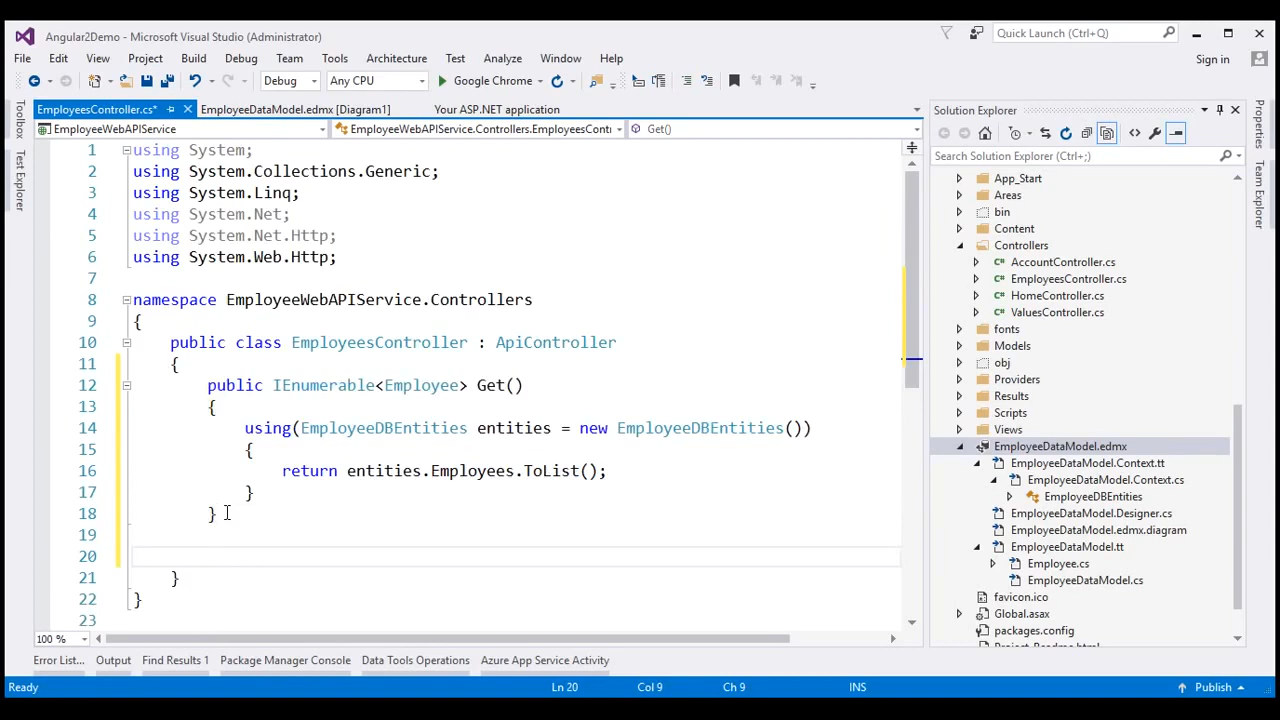 Angular2Demo - Microsoft Visual Studio (Administrator)
Quick Launch (Ctrl+Q)
File Edit View Project Build Debug Team Tools Architecture Test Analyze Window Help
Sign in
Debug Any CPU Google Chrome
EmployeesController.cs* EmployeeDataModel.edmx [Diagram1] Your ASP.NET application
EmployeeWebAPIService EmployeeWebAPIService.Controllers.EmployeesContr Get()
Toolbox
Test Explorer
1 using System;
2 using System.Collections.Generic;
3 using System.Linq;
4 using System.Net;
5 using System.Net.Http;
6 using System.Web.Http;
7
8 namespace EmployeeWebAPIService.Controllers
9 {
10 public class EmployeesController : ApiController
11 {
12 public IEnumerable<Employee> Get()
13 {
14 using(EmployeeDBEntities entities = new EmployeeDBEntities())
15 {
16 return entities.Employees.ToList();
17 }
18 }
19
20
21 }
22 }
23
100 %
Solution Explorer
Search Solution Explorer (Ctrl+;)
App_Start
Areas
bin
Content
Controllers
AccountController.cs
EmployeesController.cs
HomeController.cs
ValuesController.cs
fonts
Models
obj
Providers
Results
Scripts
Views
EmployeeDataModel.edmx
EmployeeDataModel.Context.tt
EmployeeDataModel.Context.cs
EmployeeDBEntities
EmployeeDataModel.Designer.cs
EmployeeDataModel.edmx.diagram
EmployeeDataModel.tt
Employee.cs
EmployeeDataModel.cs
favicon.ico
Global.asax
packages.config
Properties
Team Explorer
Error List... Output Find Results 1 Package Manager Console Data Tools Operations Azure App Service Activity
Ready Ln 20 Col 9 Ch 9 INS Publish